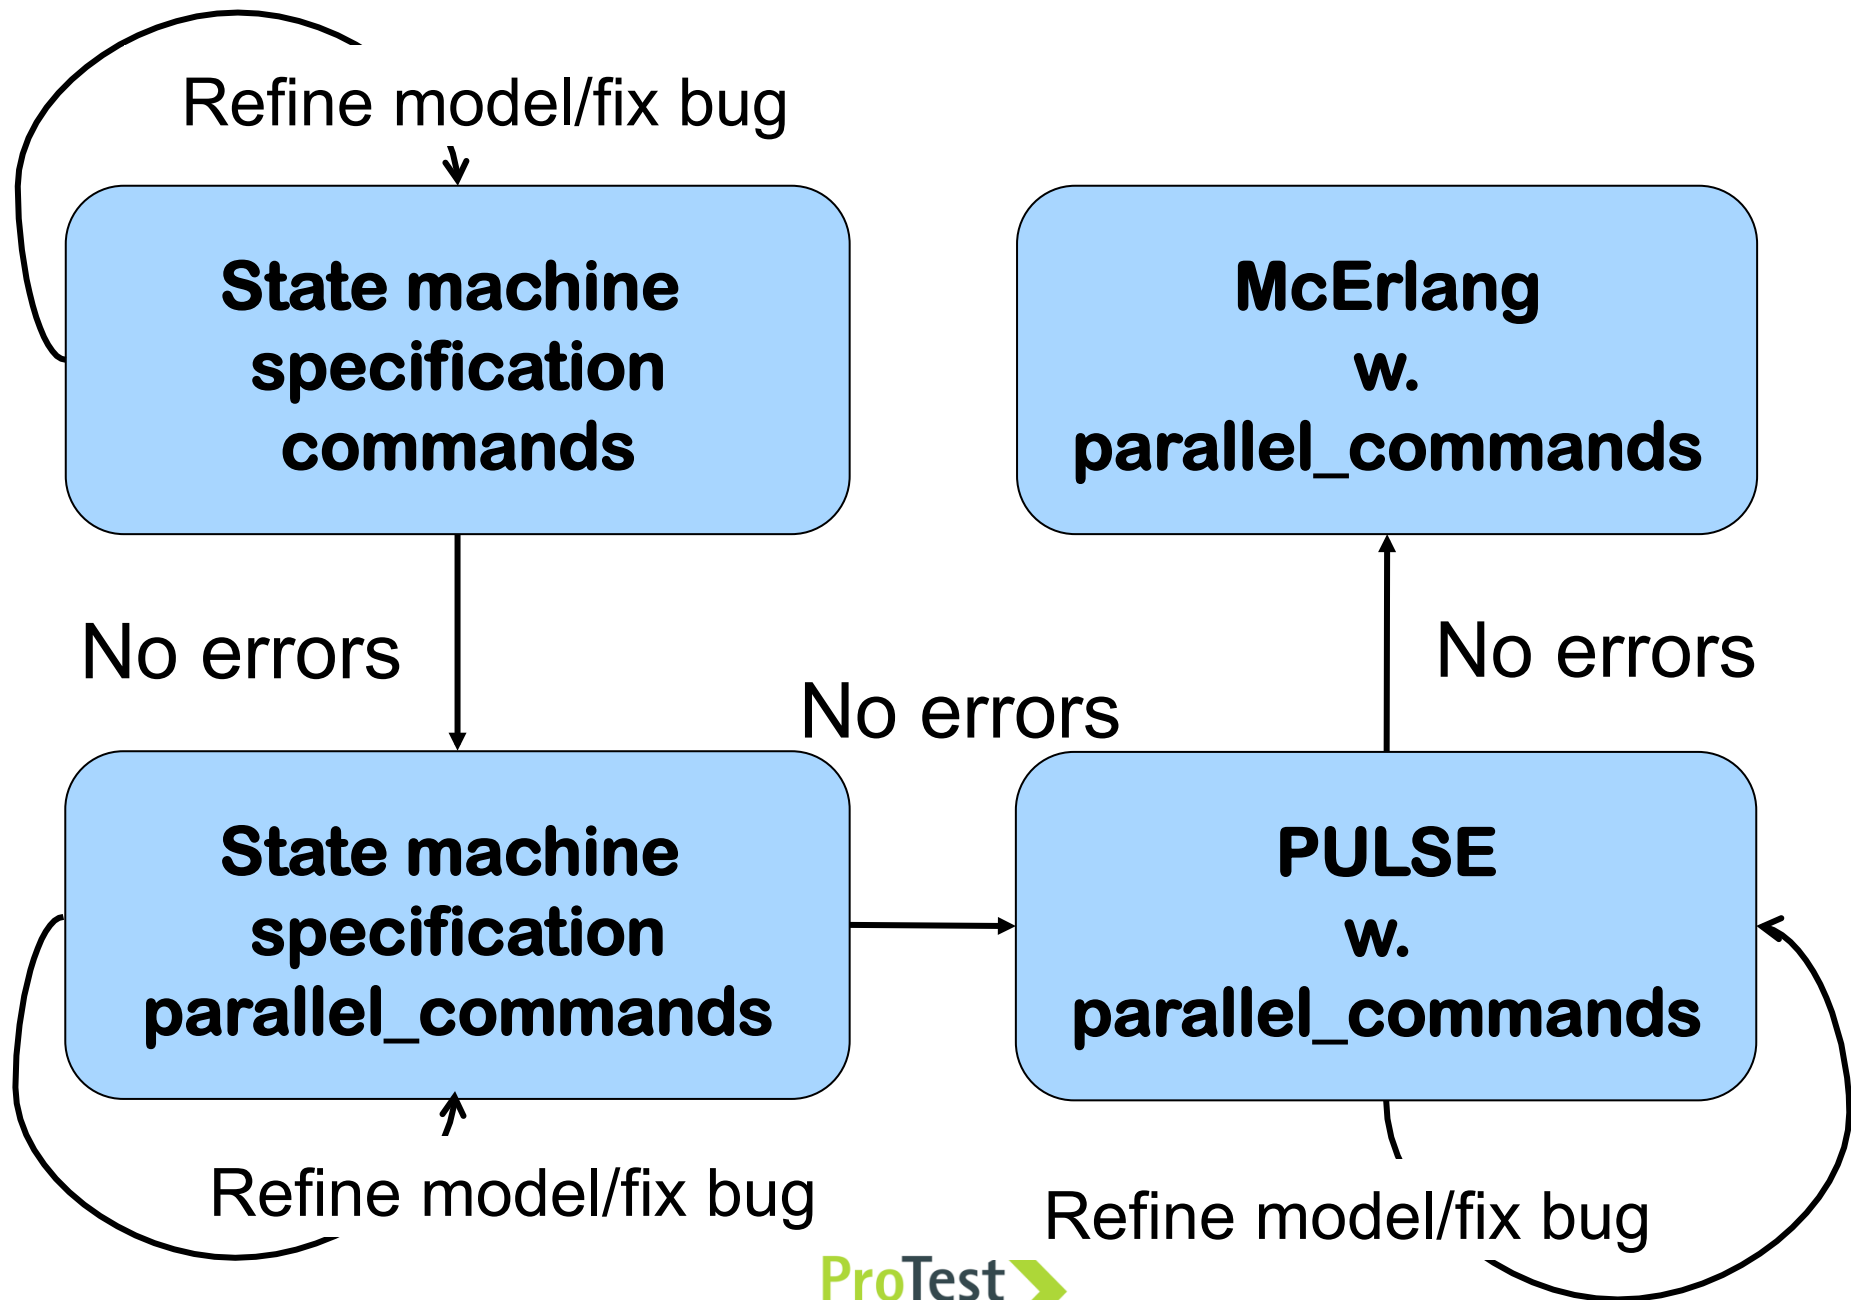 Refine model/fix bug
State machine
specification
commands
McErlang
w.
parallel_commands
No errors
No errors
No errors
State machine
specification
parallel_commands
PULSE
w.
parallel_commands
Refine model/fix bug
Refine model/fix bug
ProTest